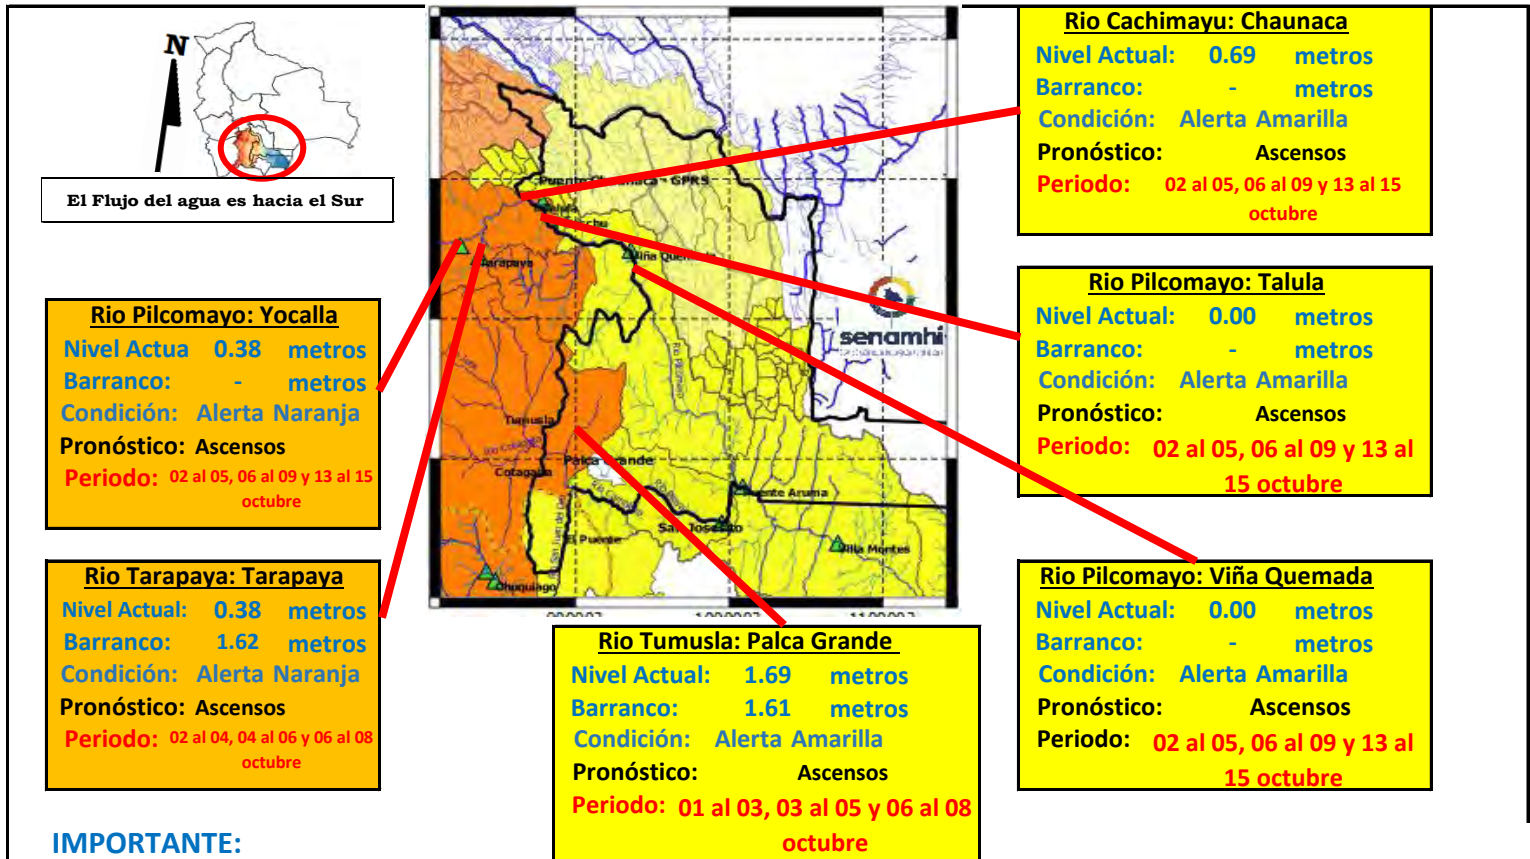 N
El Flujo del agua es hacia el Sur
Rio Pilcomayo: Yocalla
Nivel Actua 0.38 metros
Barranco: - metros
Condición: Alerta Naranja
Pronóstico: Ascensos
Periodo: 02 al 05, 06 al 09 y 13 al 15
octubre
Rio Tarapaya: Tarapaya
Nivel Actual: 0.38 metros
Barranco: 1.62 metros
Condición: Alerta Naranja
Pronóstico: Ascensos
Periodo: 02 al 04, 04 al 06 y 06 al 08
octubre
IMPORTANTE:
Puente Chaunaca - GPRS
Tarapaya
Viña Quemada
senamhi
Tumusla
Palca Grande
Cotagaita
Puente Aruma
San Josecito
El Puente
Villa Montes
Chuquiago
Rio Tumusla: Palca Grande
Nivel Actual: 1.69 metros
Barranco: 1.61 metros
Condición: Alerta Amarilla
Pronóstico: Ascensos
Periodo: 01 al 03, 03 al 05 y 06 al 08
octubre
Rio Cachimayu: Chaunaca
Nivel Actual: 0.69 metros
Barranco: - metros
Condición: Alerta Amarilla
Pronóstico: Ascensos
Periodo: 02 al 05, 06 al 09 y 13 al 15
octubre
Rio Pilcomayo: Talula
Nivel Actual: 0.00 metros
Barranco: - metros
Condición: Alerta Amarilla
Pronóstico: Ascensos
Periodo: 02 al 05, 06 al 09 y 13 al
15 octubre
Rio Pilcomayo: Viña Quemada
Nivel Actual: 0.00 metros
Barranco: - metros
Condición: Alerta Amarilla
Pronóstico: Ascensos
Periodo: 02 al 05, 06 al 09 y 13 al
15 octubre